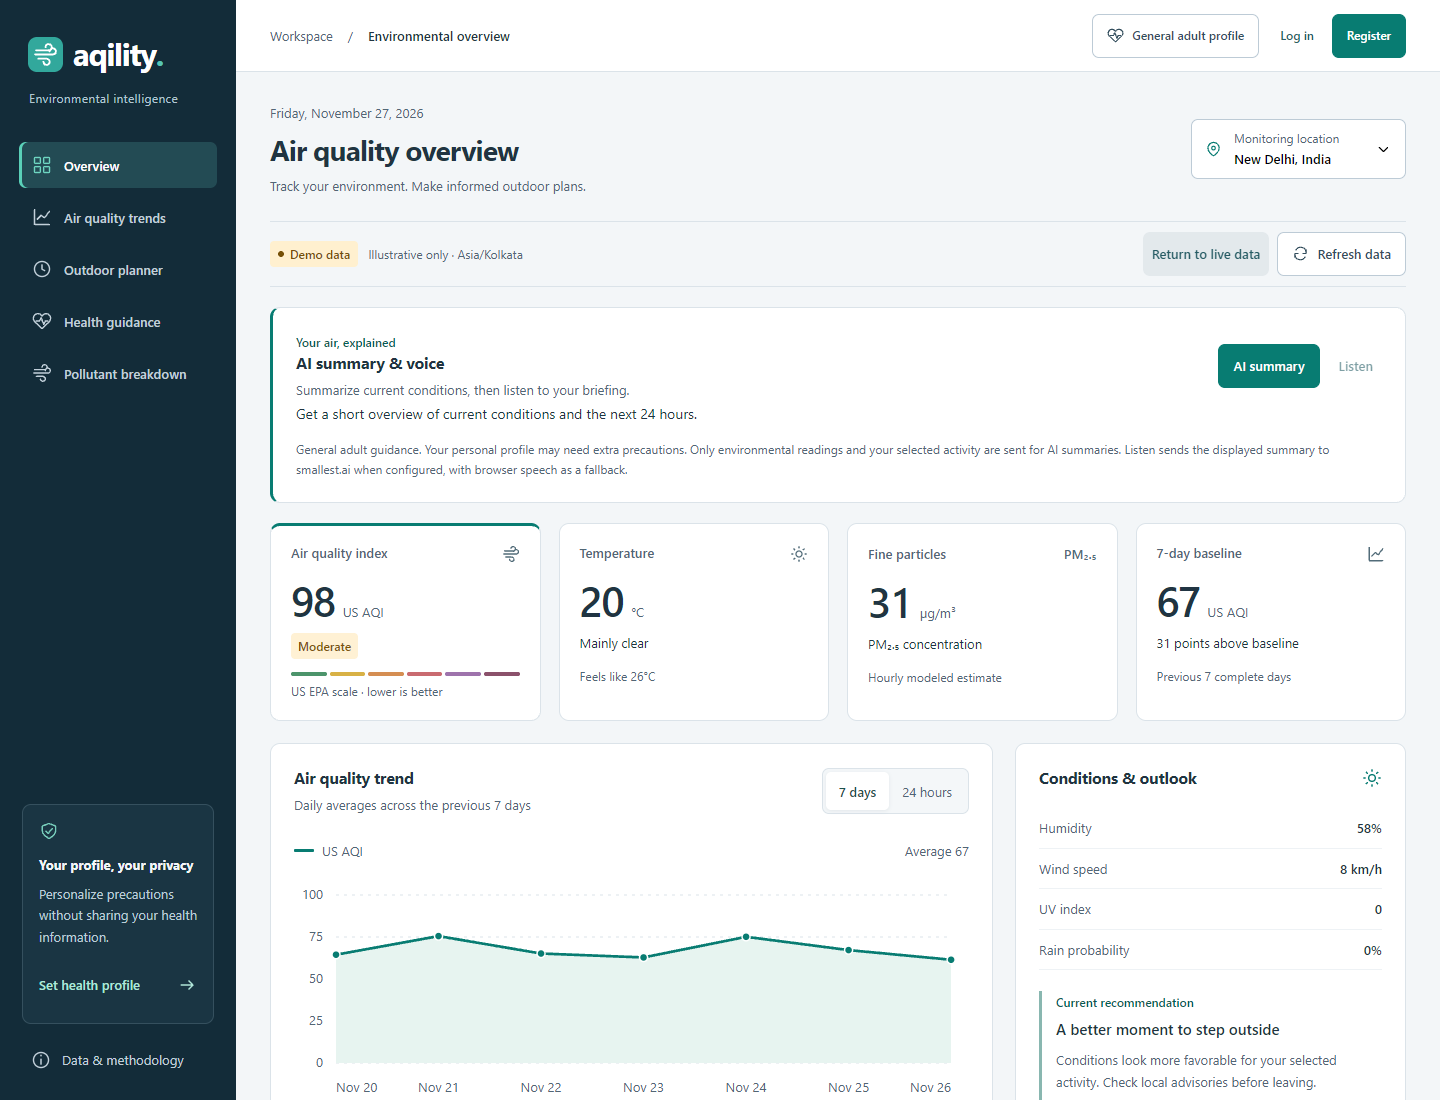 aqility.
Environmental intelligence
Overview
Air quality trends
Outdoor planner
Health guidance
Pollutant breakdown
Your profile, your privacy
Personalize precautions
without sharing your health
information.
Set health profile
Data & methodology
Workspace / Environmental overview
General adult profile
Log in
Register
Friday, November 27, 2026
Air quality overview
Track your environment. Make informed outdoor plans.
Monitoring location
New Delhi, India
Demo data
Illustrative only · Asia/Kolkata
Return to live data
Refresh data
Your air, explained
AI summary & voice
Summarize current conditions, then listen to your briefing.
Get a short overview of current conditions and the next 24 hours.
General adult guidance. Your personal profile may need extra precautions. Only environmental readings and your selected activity are sent for AI summaries. Listen sends the displayed summary to
smallest.ai when configured, with browser speech as a fallback.
AI summary
Listen
Air quality index
98 US AQI
Moderate
US EPA scale · lower is better
Temperature
20 °C
Mainly clear
Feels like 26°C
Fine particles PM₂.₅
31 µg/m³
PM₂.₅ concentration
Hourly modeled estimate
7-day baseline
67 US AQI
31 points above baseline
Previous 7 complete days
Air quality trend
Daily averages across the previous 7 days
7 days
24 hours
US AQI
Average 67
100
75
50
25
0
Nov 20 Nov 21 Nov 22 Nov 23 Nov 24 Nov 25 Nov 26
Conditions & outlook
Humidity 58%
Wind speed 8 km/h
UV index 0
Rain probability 0%
Current recommendation
A better moment to step outside
Conditions look more favorable for your selected
activity. Check local advisories before leaving.